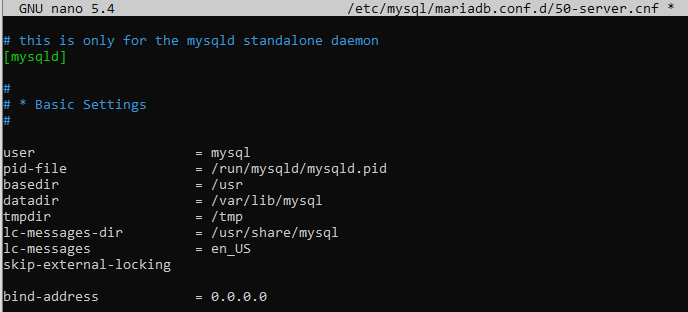 GNU nano 5.4 /etc/mysql/mariadb.conf.d/50-server.cnf *
# this is only for the mysqld standalone daemon
[mysqld]
#
# * Basic Settings
#
user = mysql
pid-file = /run/mysqld/mysqld.pid
basedir = /usr
datadir = /var/lib/mysql
tmpdir = /tmp
lc-messages-dir = /usr/share/mysql
lc-messages = en_US
skip-external-locking
bind-address = 0.0.0.0